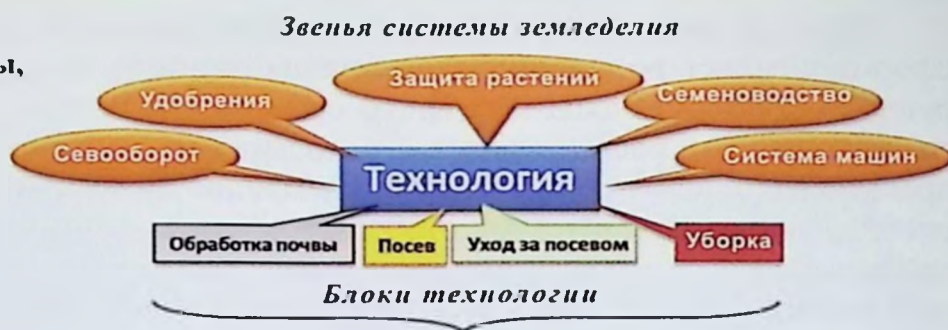 Звенья системы земледелия
ы,
Защита растении
Удобрения
Семеноводство
Севооборот
Система машин
Технология
Обработка почвы
Посев
Уход за посевом
Уборка
Блоки технологии